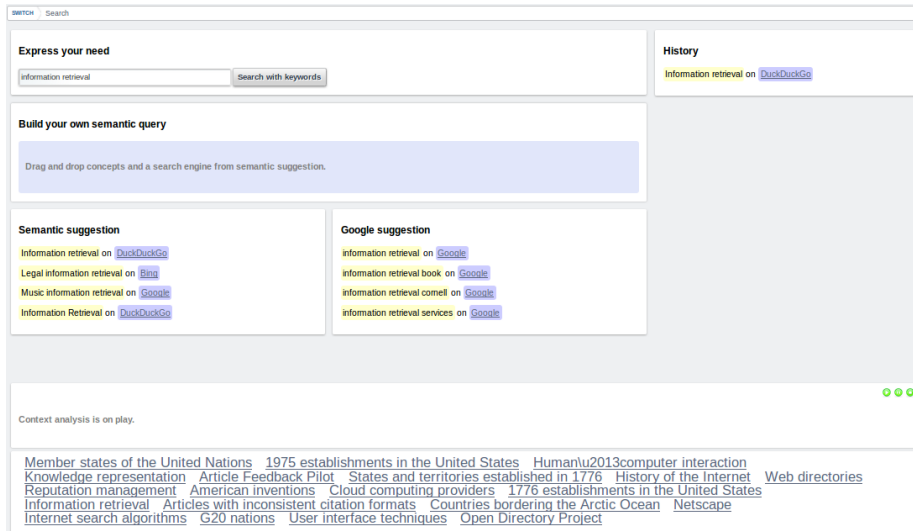 SWITCH Search
Express your need
information retrieval Search with keywords
History
Information retrieval on DuckDuckGo
Build your own semantic query
Drag and drop concepts and a search engine from semantic suggestion.
Semantic suggestion
Information retrieval on DuckDuckGo
Legal information retrieval on Bing
Music information retrieval on Google
Information Retrieval on DuckDuckGo
Google suggestion
information retrieval on Google
information retrieval book on Google
information retrieval cornell on Google
information retrieval services on Google
Context analysis is on play.
Member states of the United Nations 1975 establishments in the United States Human\u2013computer interaction
Knowledge representation Article Feedback Pilot States and territories established in 1776 History of the Internet Web directories
Reputation management American inventions Cloud computing providers 1776 establishments in the United States
Information retrieval Articles with inconsistent citation formats Countries bordering the Arctic Ocean Netscape
Internet search algorithms G20 nations User interface techniques Open Directory Project